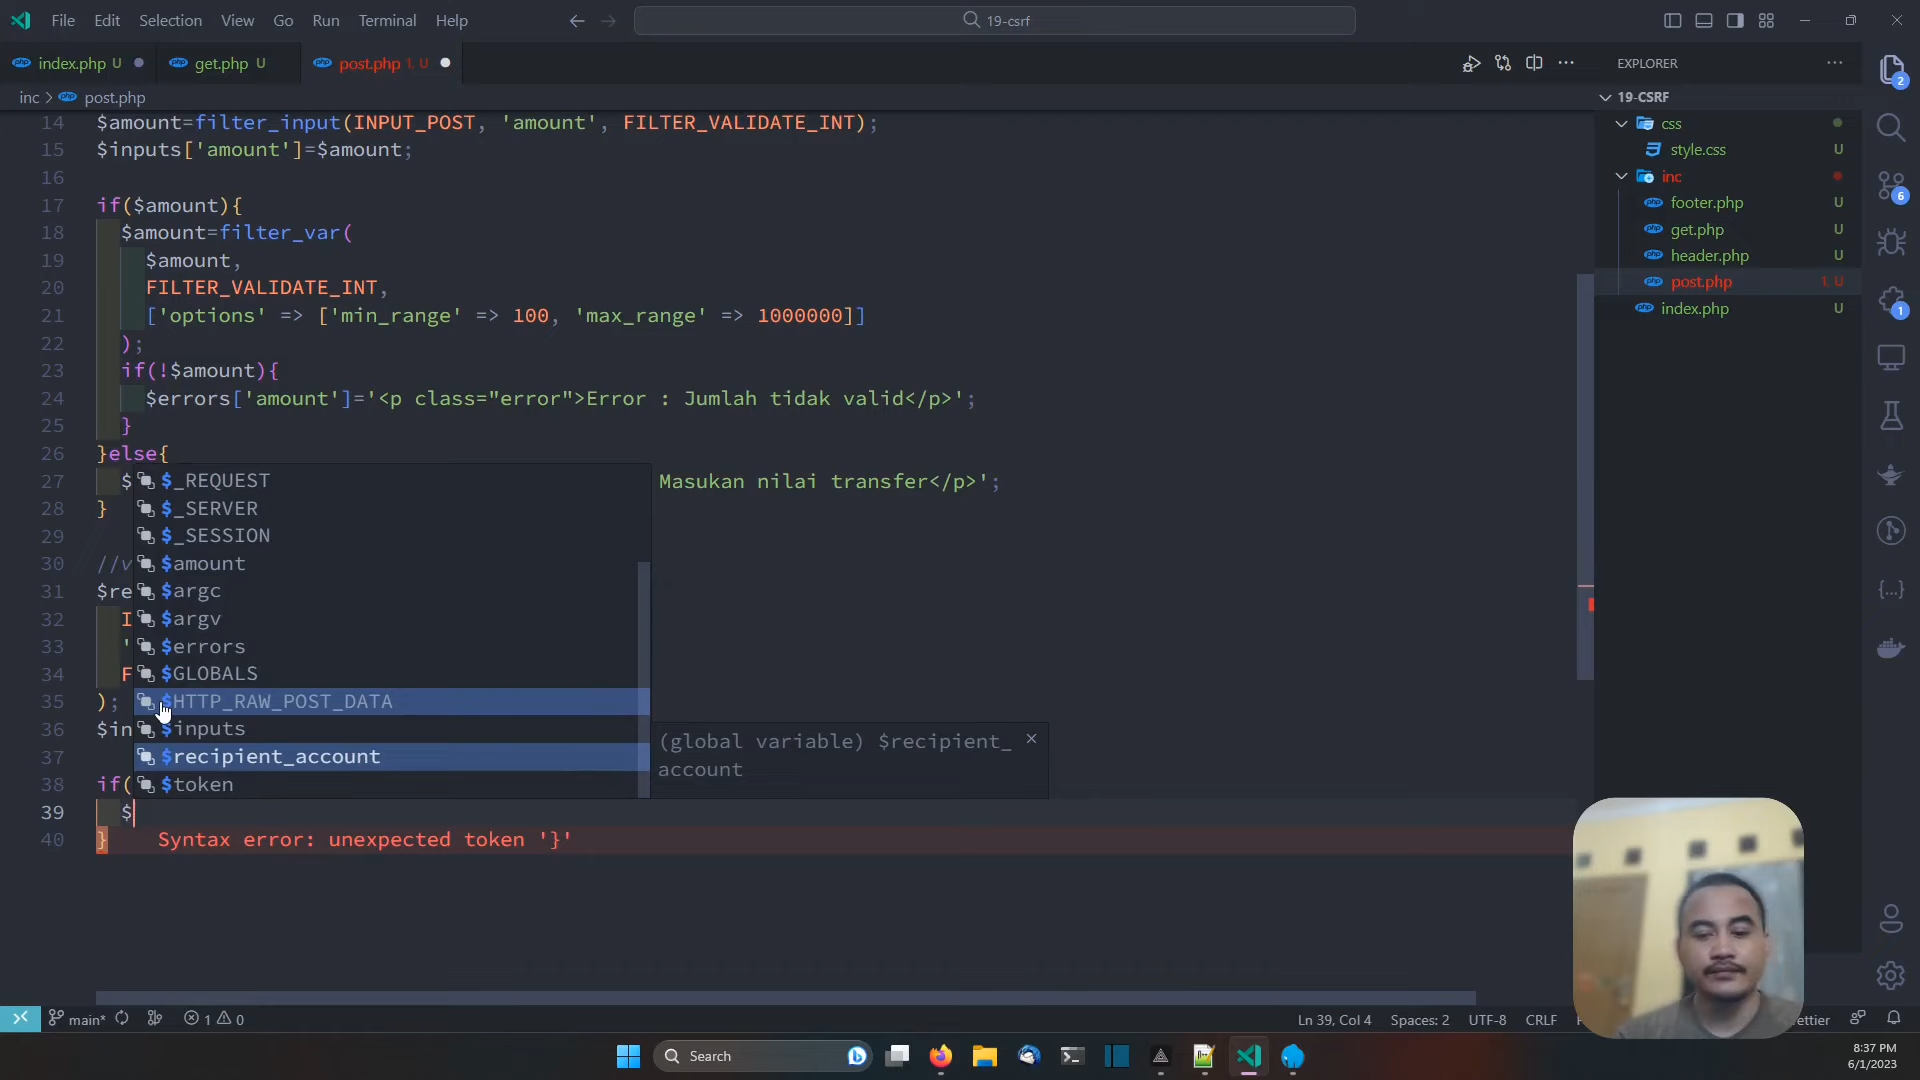 File Edit Selection View Go Run Terminal Help
19-csrf
index.php U
get.php U
post.php 1, U
EXPLORER
inc > post.php
19-CSRF
css
style.css U
inc
footer.php U
get.php U
header.php U
post.php 1, U
index.php U
2
6
1
14 $amount=filter_input(INPUT_POST, 'amount', FILTER_VALIDATE_INT);
15 $inputs['amount']=$amount;
16
17 if($amount){
18 $amount=filter_var(
19 $amount,
20 FILTER_VALIDATE_INT,
21 ['options' => ['min_range' => 100, 'max_range' => 1000000]]
22 );
23 if(!$amount){
24 $errors['amount']='<p class="error">Error : Jumlah tidak valid</p>';
25 }
26 }else{
27 $ Masukan nilai transfer</p>';
28 }
29
30 //v
31 $re
32 I
33 '
34 F
35 );
36 $in
37
38 if(
39 $
40 } Syntax error: unexpected token '}'
$_REQUEST
$_SERVER
$_SESSION
$amount
$argc
$argv
$errors
$GLOBALS
$HTTP_RAW_POST_DATA
$inputs
$recipient_account
$token
(global variable) $recipient_
account
main* 1 0
Ln 39, Col 4 Spaces: 2 UTF-8 CRLF
Search
8:37 PM
6/1/2023